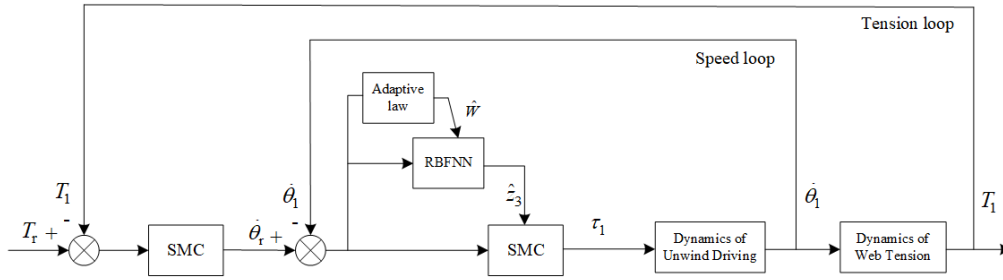 Tension loop
Speed loop
Adaptive
law
Ŵ
RBFNN
T₁
θ̇₁
ẑ₃
θ̇₁
T₁
Tᵣ + -
SMC
θ̇ᵣ + -
SMC
τ₁
Dynamics of
Unwind Driving
Dynamics of
Web Tension